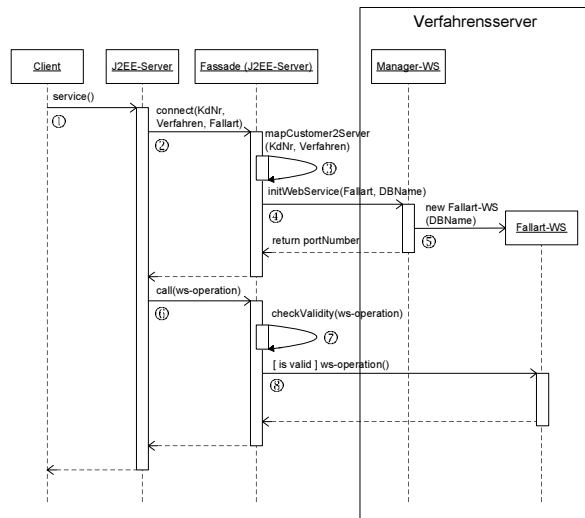 Verfahrensserver
Client
J2EE-Server
Fassade (J2EE-Server)
Manager-WS
service()
①
connect(KdNr,
Verfahren, Fallart)
②
mapCustomer2Server
(KdNr, Verfahren)
③
initWebService(Fallart, DBName)
④
new Fallart-WS
(DBName)
⑤
Fallart-WS
return portNumber
call(ws-operation)
⑥
checkValidity(ws-operation)
⑦
[ is valid ] ws-operation()
⑧